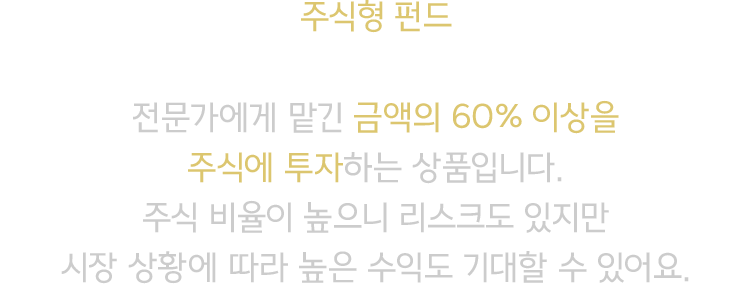 주식형 펀드
전문가에게 맡긴 금액의 60% 이상을
주식에 투자하는 상품입니다.
주식 비율이 높으니 리스크도 있지만
시장 상황에 따라 높은 수익도 기대할 수 있어요.